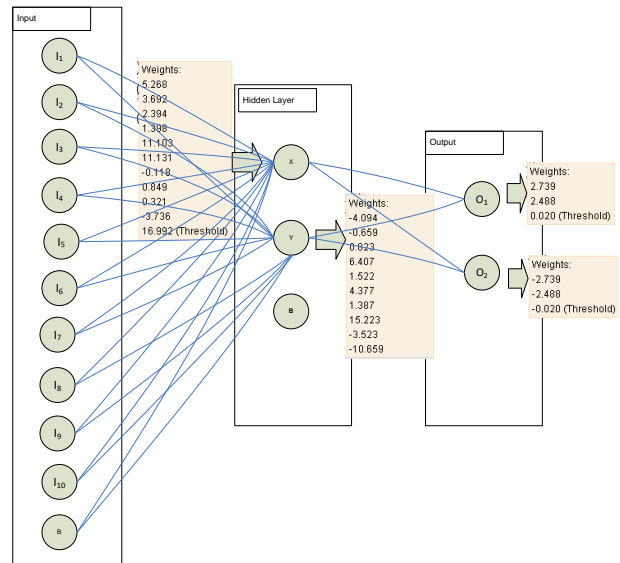 Input
I1
I2
I3
I4
I5
I6
I7
I8
I9
I10
B
Weights:
5.268
3.692
2.394
1.398
11.103
11.131
-0.118
0.849
0.321
-3.736
16.992 (Threshold)
Hidden Layer
X
Y
B
Weights:
-4.094
-0.659
0.823
6.407
1.522
4.377
1.387
15.223
-3.523
-10.659
Output
O1
O2
Weights:
2.739
2.488
0.020 (Threshold)
Weights:
-2.739
-2.488
-0.020 (Threshold)